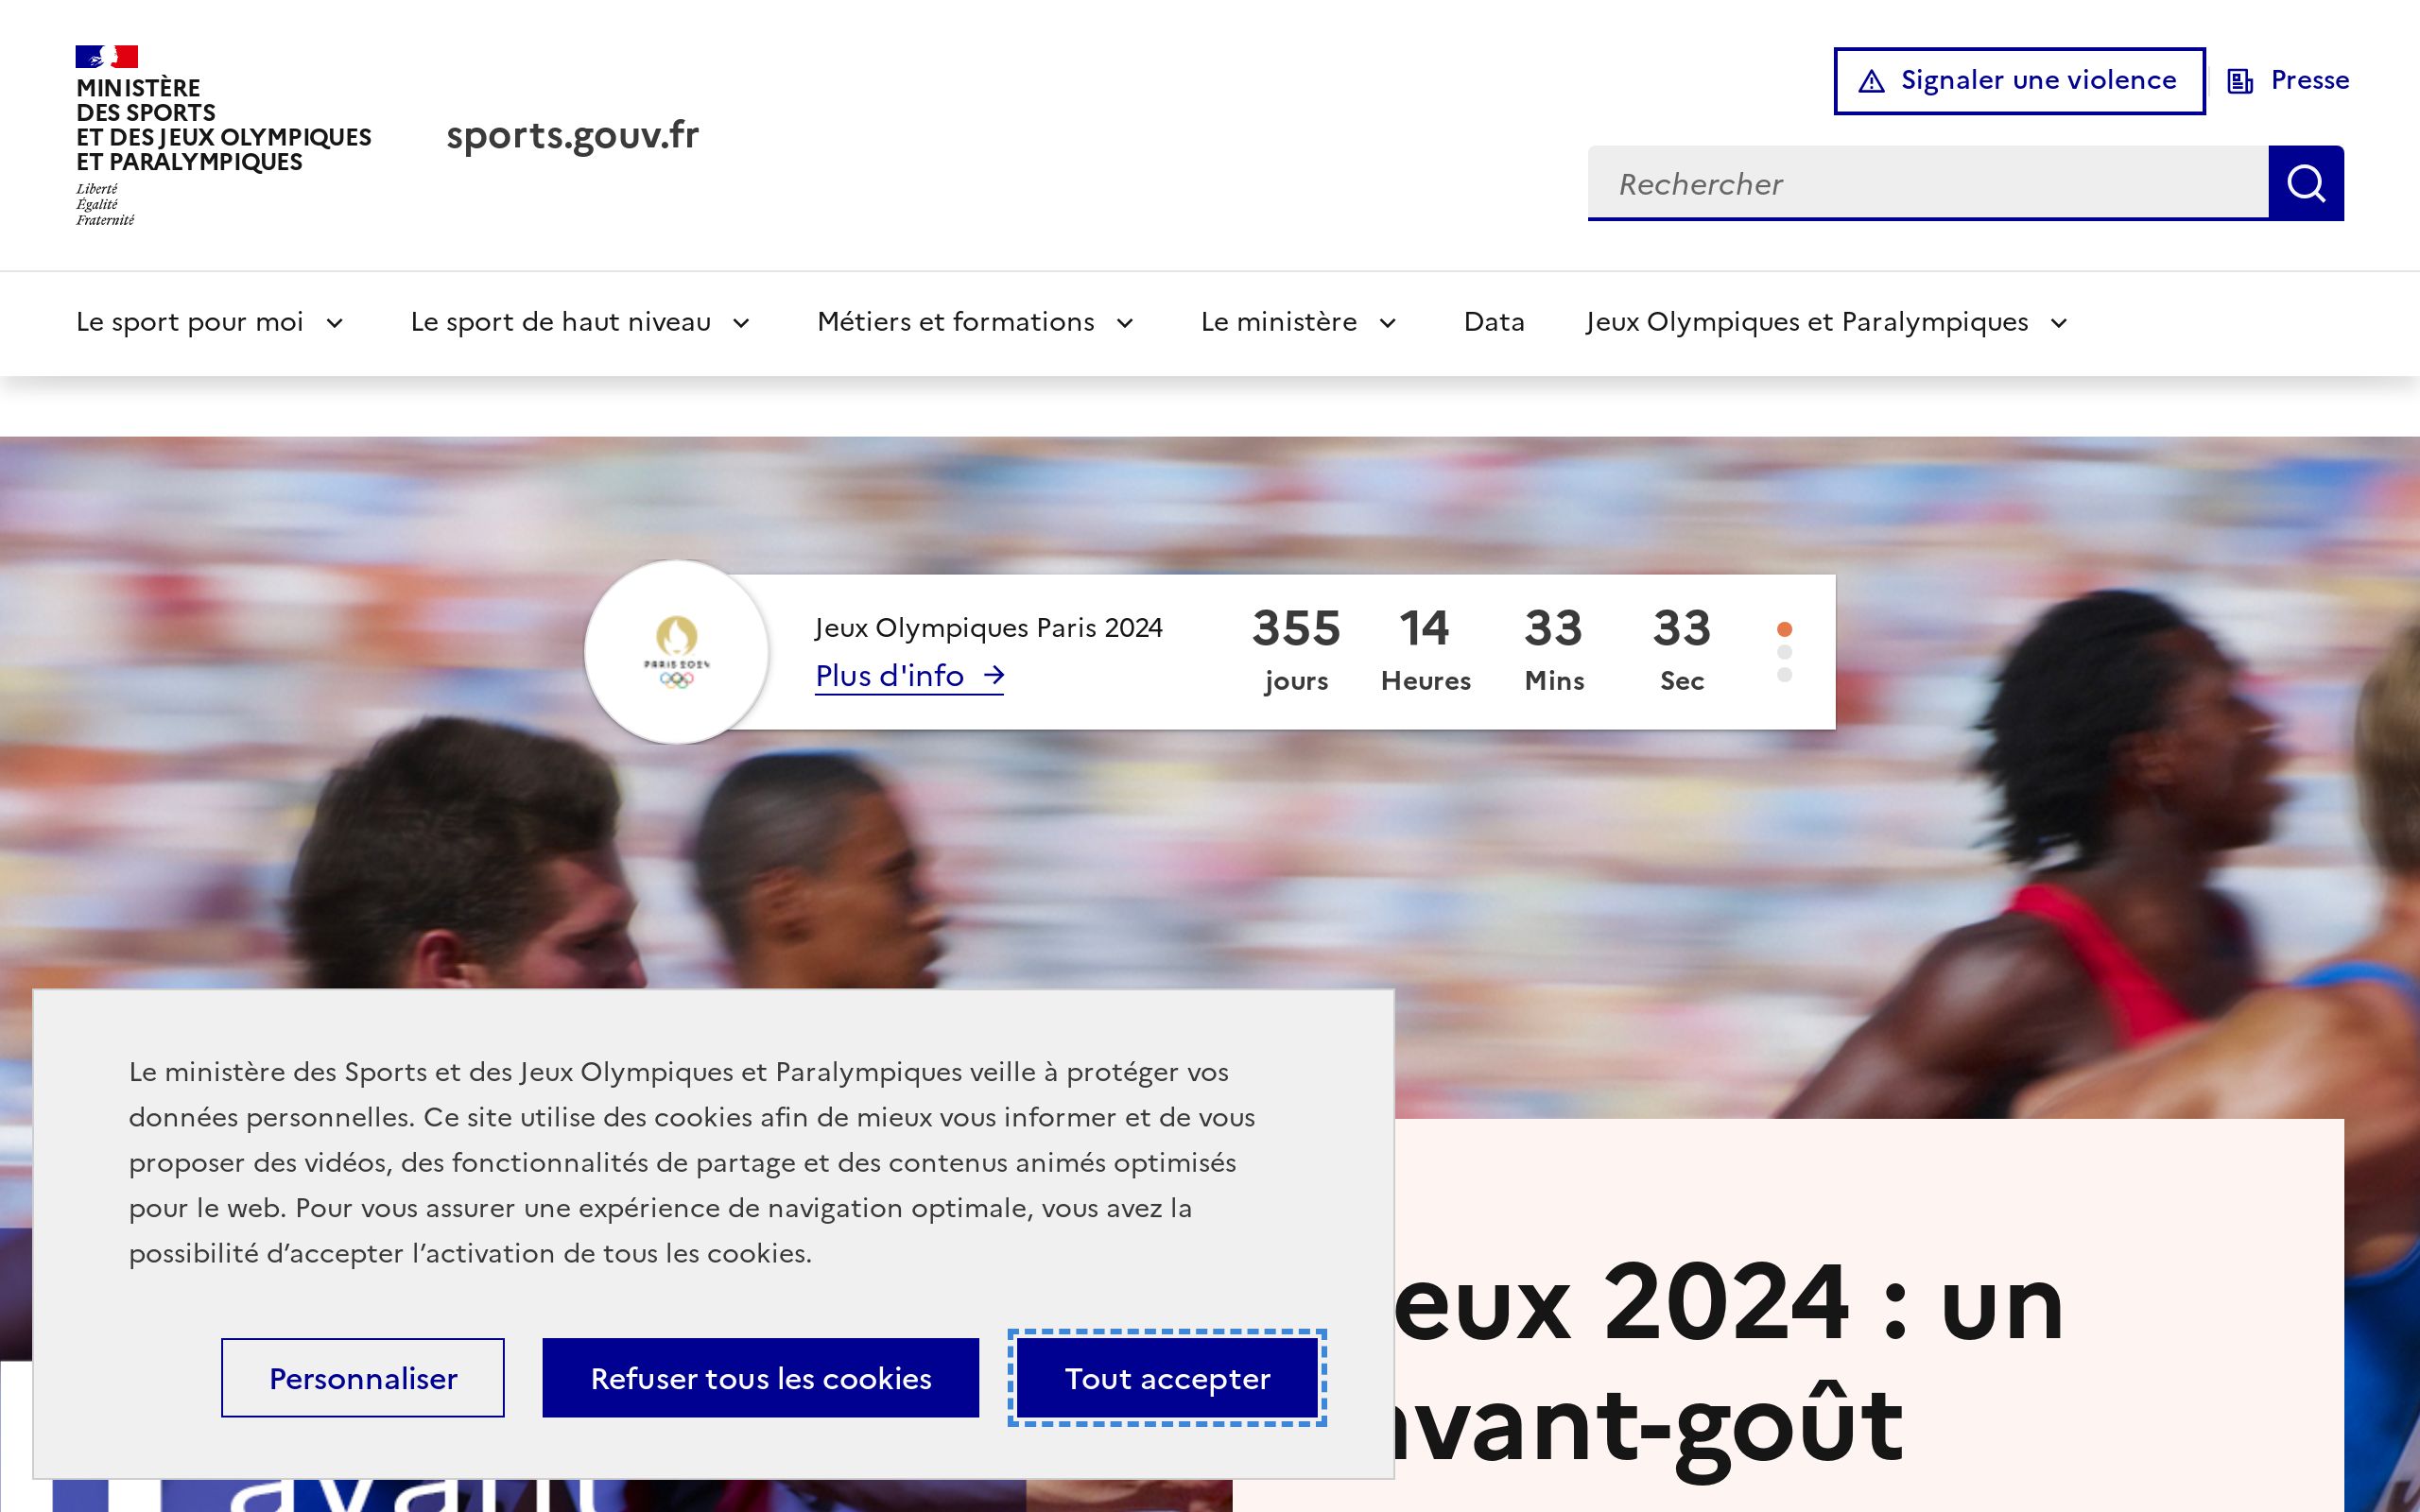 MINISTÈRE
DES SPORTS
ET DES JEUX OLYMPIQUES
ET PARALYMPIQUES
Liberté
Égalité
Fraternité
sports.gouv.fr
Signaler une violence
Presse
Rechercher
Le sport pour moi
Le sport de haut niveau
Métiers et formations
Le ministère
Data
Jeux Olympiques et Paralympiques
PARIS 2024
Jeux Olympiques Paris 2024
Plus d'info
355 14 33 33
jours Heures Mins Sec
Le ministère des Sports et des Jeux Olympiques et Paralympiques veille à protéger vos
données personnelles. Ce site utilise des cookies afin de mieux vous informer et de vous
proposer des vidéos, des fonctionnalités de partage et des contenus animés optimisés
pour le web. Pour vous assurer une expérience de navigation optimale, vous avez la
possibilité d’accepter l’activation de tous les cookies.
Personnaliser
Refuser tous les cookies
Tout accepter
eux 2024 : un
avant-goût
avant